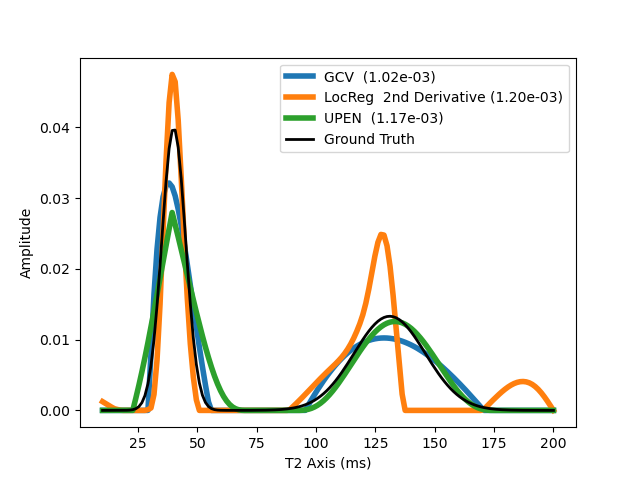 GCV (1.02e-03)
LocReg 2nd Derivative (1.20e-03)
UPEN (1.17e-03)
Ground Truth
0.04
0.03
0.02
0.01
0.00
Amplitude
25 50 75 100 125 150 175 200
T2 Axis (ms)